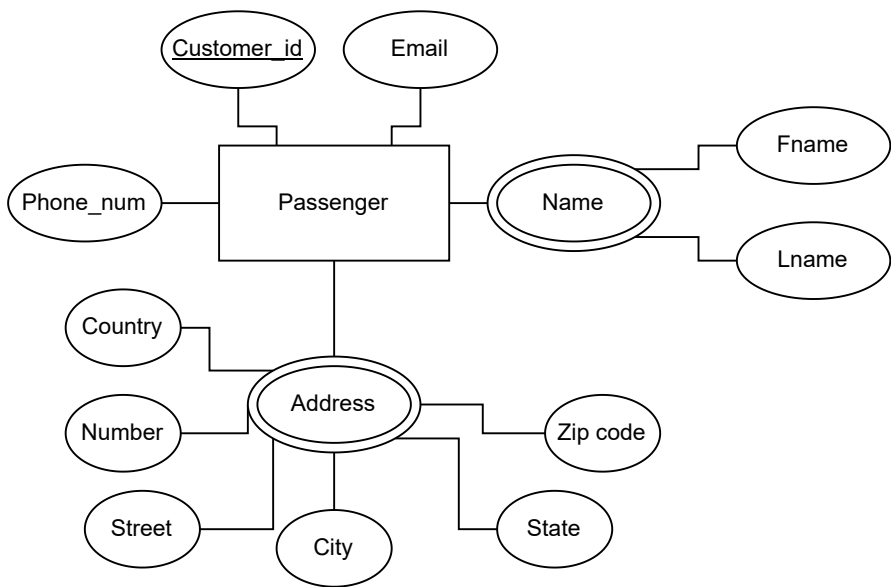 Customer_id
Email
Fname
Phone_num
Passenger
Name
Lname
Country
Address
Number
Zip code
Street
City
State